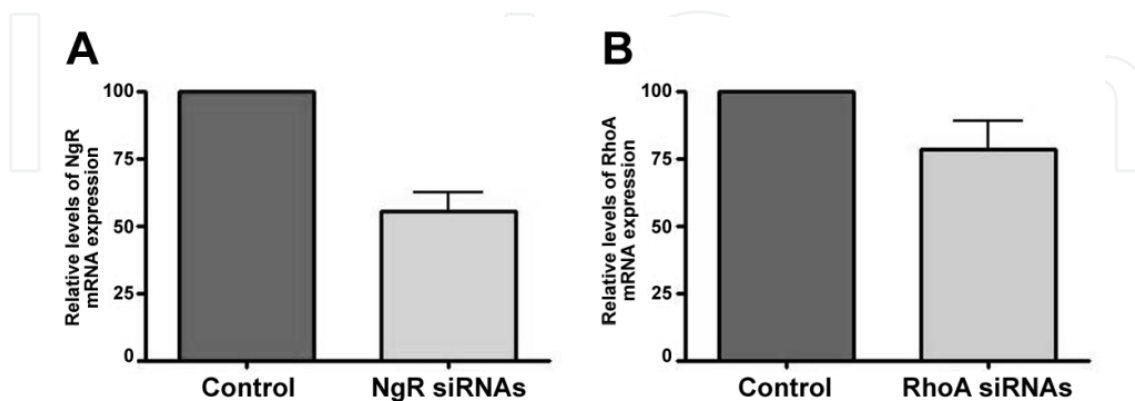 A
Relative levels of NgR
mRNA expression
100
75
50
25
0
Control
NgR siRNAs
B
Relative levels of RhoA
mRNA expression
100
75
50
25
0
Control
RhoA siRNAs